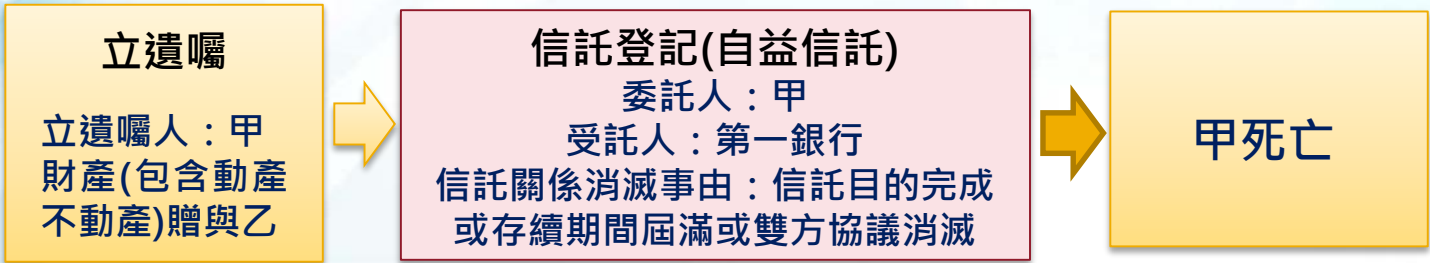 立遺囑
立遺囑人：甲
財產(包含動產
不動產)贈與乙
信託登記(自益信託)
委託人：甲
受託人：第一銀行
信託關係消滅事由：信託目的完成
或存續期間屆滿或雙方協議消滅
甲死亡